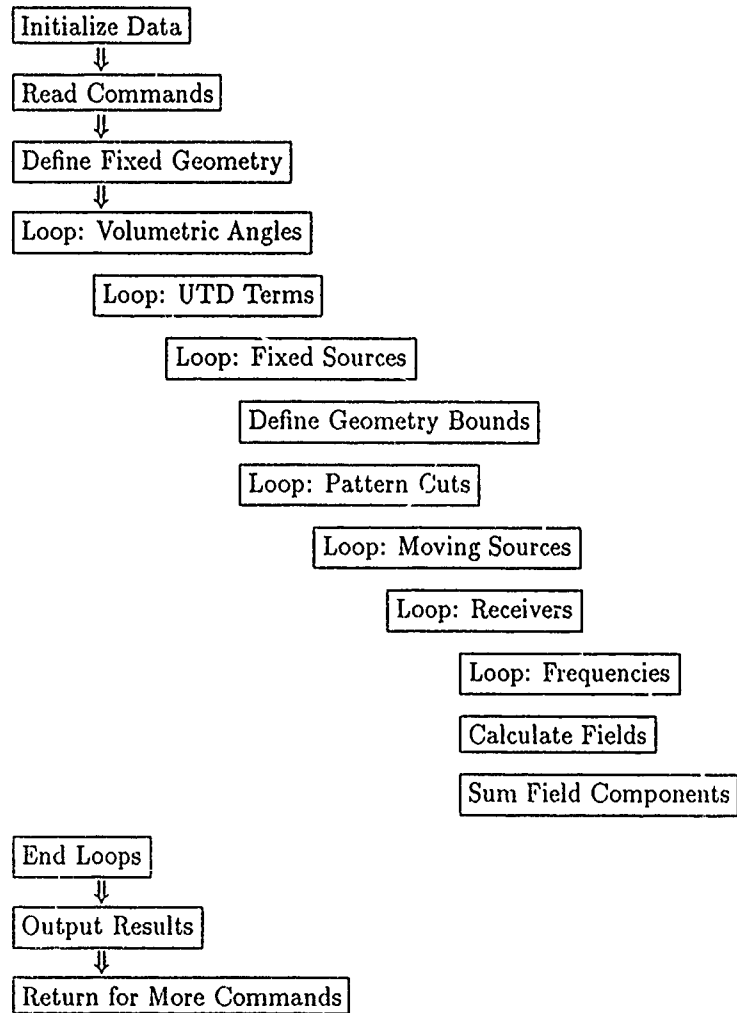 Initialize Data
⇓
Read Commands
⇓
Define Fixed Geometry
⇓
Loop: Volumetric Angles
Loop: UTD Terms
Loop: Fixed Sources
Define Geometry Bounds
Loop: Pattern Cuts
Loop: Moving Sources
Loop: Receivers
Loop: Frequencies
Calculate Fields
Sum Field Components
End Loops
⇓
Output Results
⇓
Return for More Commands